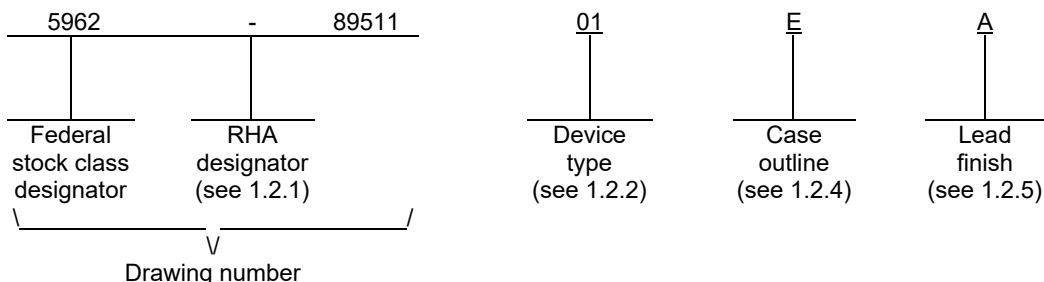 5962 - 89511 01 E A
Federal stock class designator
RHA designator (see 1.2.1)
Device type (see 1.2.2)
Case outline (see 1.2.4)
Lead finish (see 1.2.5)
Drawing number